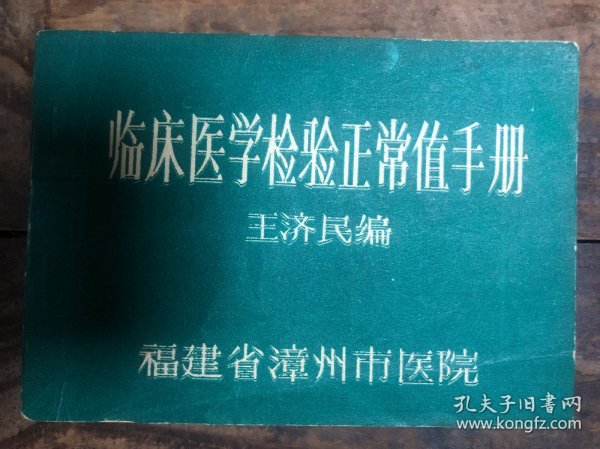 临床医学检验正常值手册
王济民编
福建省漳州市医院
孔夫子旧书网
www.kongfz.com